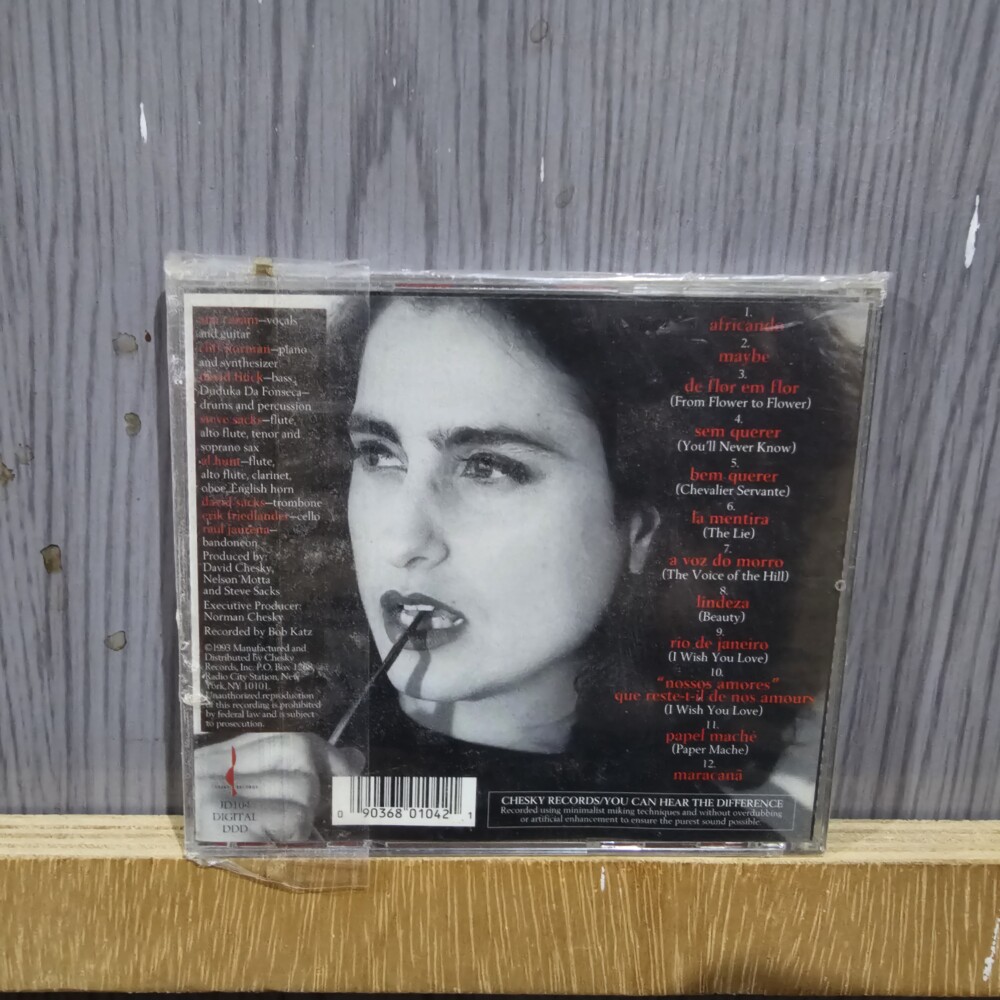 ana caram—vocals
and guitar
cliff korman—piano
and synthesizer
david finck—bass,
Duduka Da Fonseca—
drums and percussion
steve sacks—flute,
alto flute, tenor and
soprano sax
al hunt—flute,
alto flute, clarinet,
oboe, English horn
david sacks—trombone
erik friedlander—cello
raul jaurena—
bandoneon
Produced by:
David Chesky,
Nelson Motta
and Steve Sacks
Executive Producer:
Norman Chesky
Recorded by Bob Katz
©1993 Manufactured and
Distributed by Chesky
Records, Inc. P.O. Box 1268
Radio City Station, New
York, NY 10101.
Unauthorized reproduction
of this recording is prohibited
by federal law and is subject
to prosecution.
JD104
DIGITAL
DDD
0 90368 01042 1
1.
africando
2.
maybe
3.
de flor em flor
(From Flower to Flower)
4.
sem querer
(You'll Never Know)
5.
bem querer
(Chevalier Servante)
6.
la mentira
(The Lie)
7.
a voz do morro
(The Voice of the Hill)
8.
lindeza
(Beauty)
9.
rio de janeiro
(I Wish You Love)
10.
"nossos amores"
que reste-t-il de nos amours
(I Wish You Love)
11.
papel maché
(Paper Mache)
12.
maracanã
CHESKY RECORDS/YOU CAN HEAR THE DIFFERENCE
Recorded using minimalist miking techniques and without overdubbing
or artificial enhancement to ensure the purest sound possible